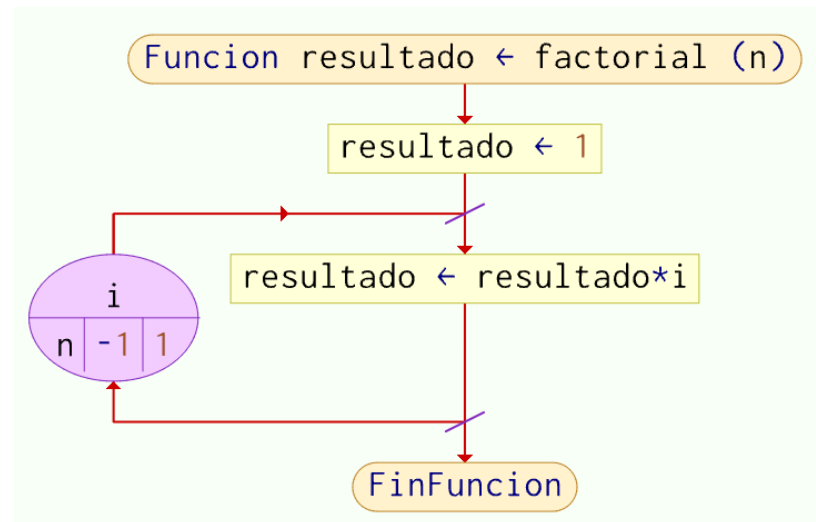 Funcion resultado ← factorial (n)
resultado ← 1
resultado ← resultado*i
i
n -1 1
FinFuncion